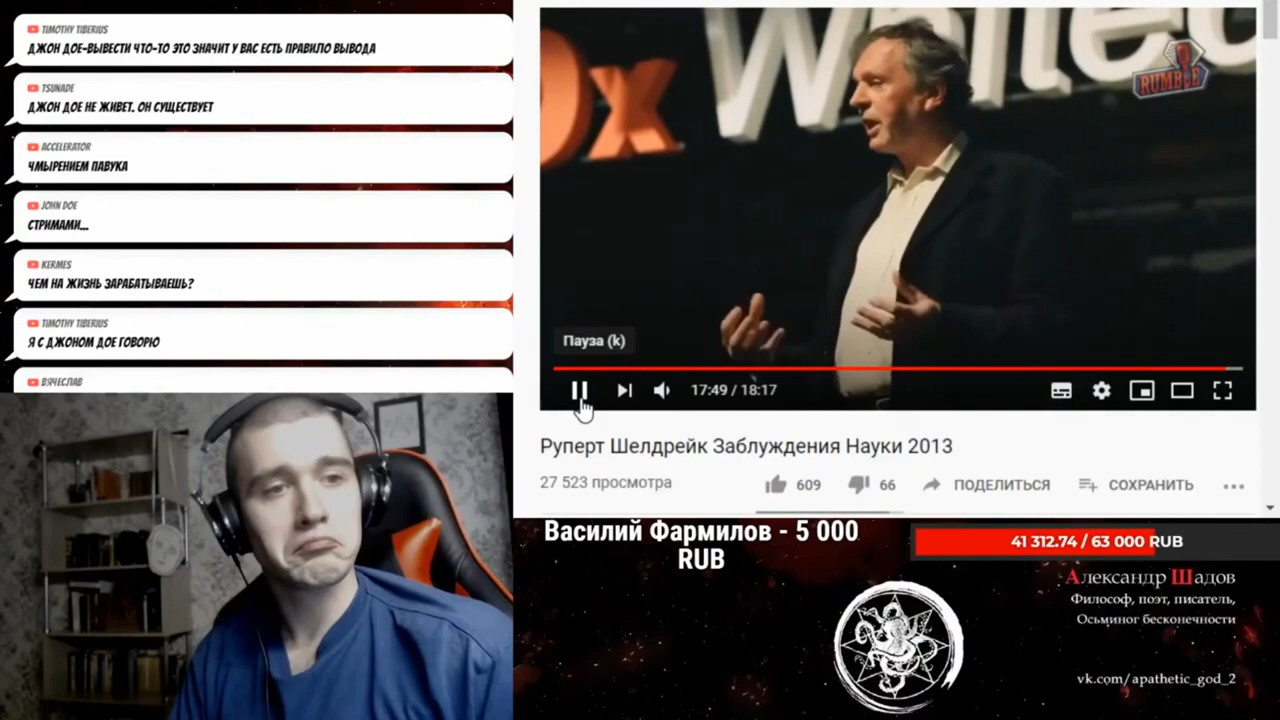 TIMOTHY TIBERIUS
ДЖОН ДОЕ-ВЫВЕСТИ ЧТО-ТО ЭТО ЗНАЧИТ У ВАС ЕСТЬ ПРАВИЛО ВЫВОДА
TSUNADE
ДЖОН ДОЕ НЕ ЖИВЕТ. ОН СУЩЕСТВУЕТ
ACCELERATOR
ЧМЫРЕНИЕМ ПАВУКА
JOHN DOE
СТРИМАМИ...
KERMES
ЧЕМ НА ЖИЗНЬ ЗАРАБАТЫВАЕШЬ?
TIMOTHY TIBERIUS
Я С ДЖОНОМ ДОЕ ГОВОРЮ
ВЯЧЕСЛАВ
RUMBLE
Пауза (k)
17:49 / 18:17
Руперт Шелдрейк Заблуждения Науки 2013
27 523 просмотра
609
66
ПОДЕЛИТЬСЯ
СОХРАНИТЬ
Василий Фармилов - 5 000
RUB
41 312.74 / 63 000 RUB
Александр Шадов
Философ, поэт, писатель,
Осьминог бесконечности
vk.com/apathetic_god_2